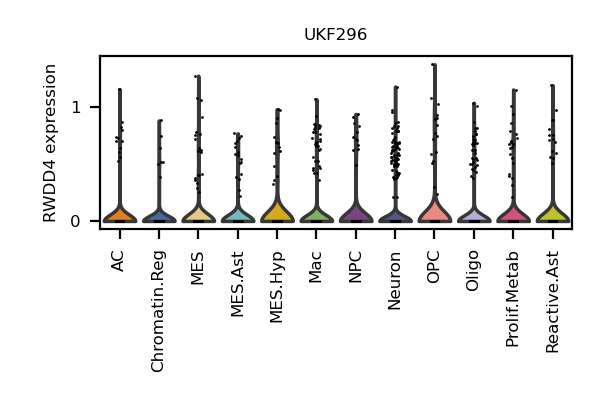 UKF296
RWDD4 expression
1
0
AC
Chromatin.Reg
MES
MES.Ast
MES.Hyp
Mac
NPC
Neuron
OPC
Oligo
Prolif.Metab
Reactive.Ast